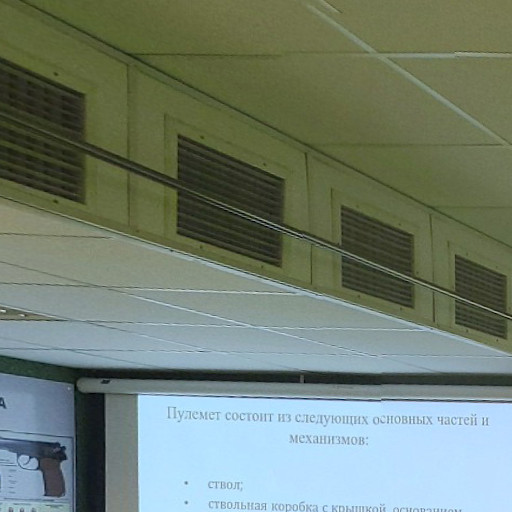 А
Пулемет состоит из следующих основных частей и
механизмов:
• ствол;
• ствольная коробка с крышкой, основанием